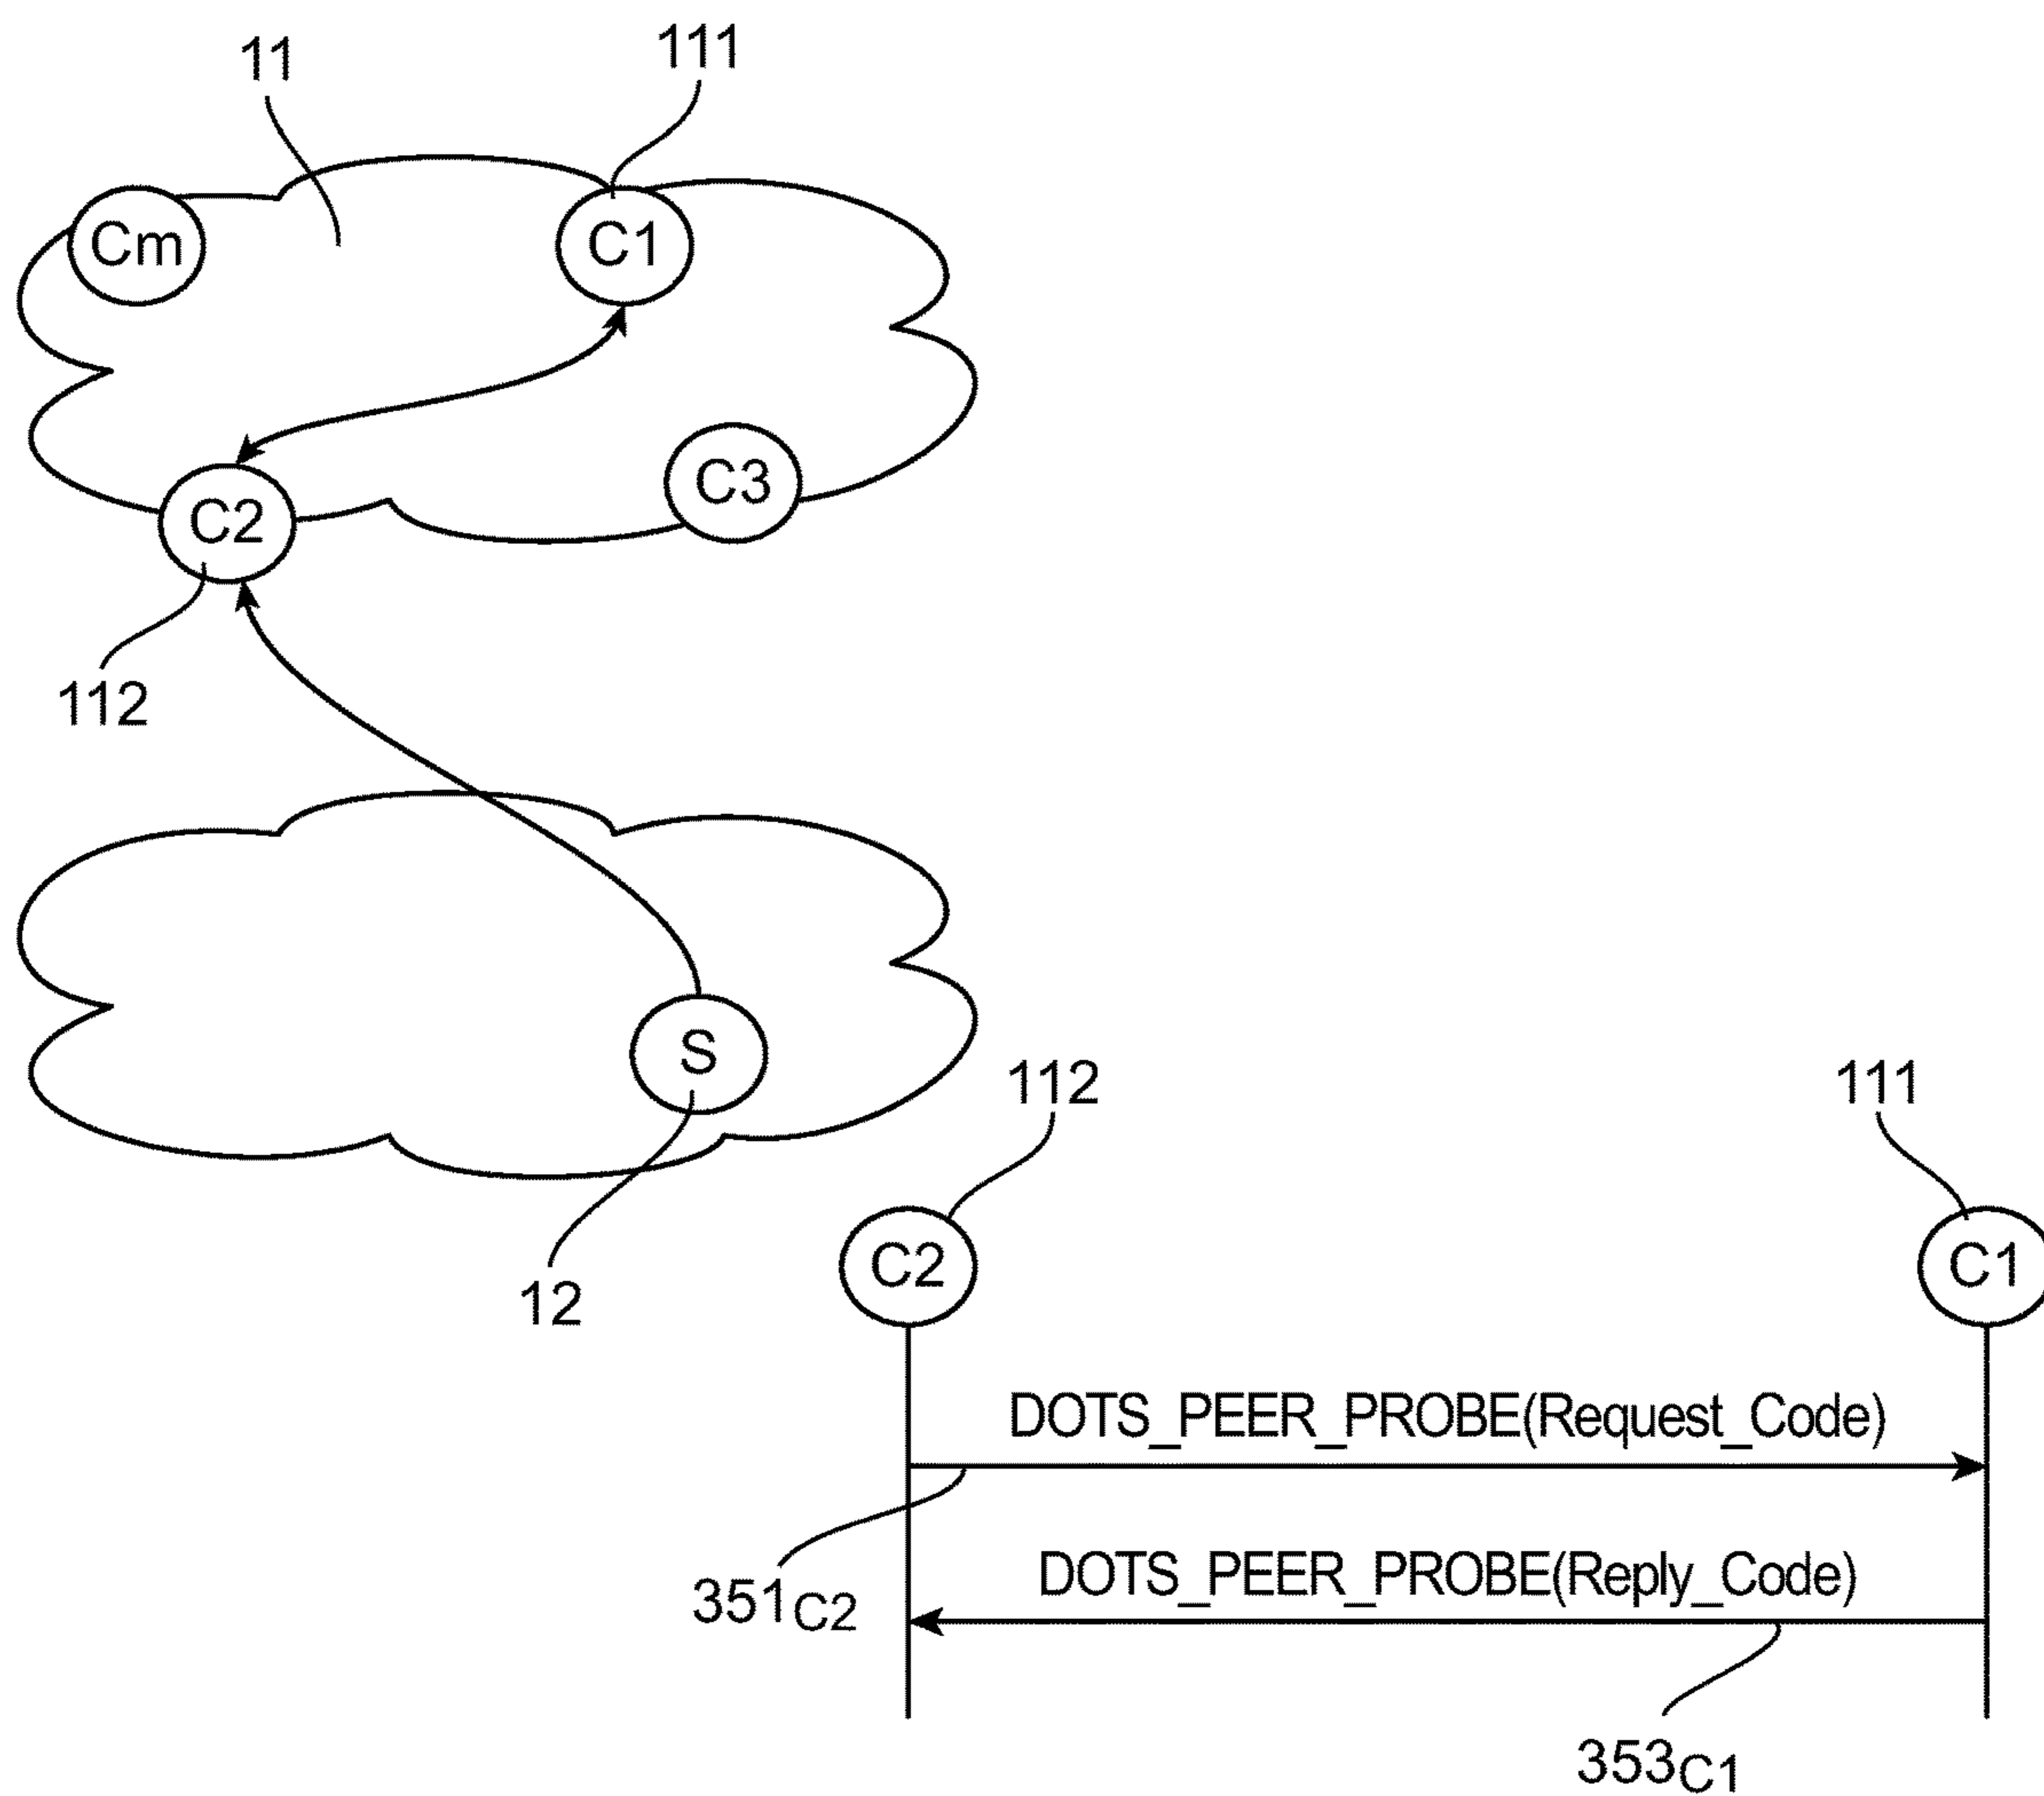 11
111
Cm
C1
C3
C2
112
S
12
112
111
C2
C1
DOTS_PEER_PROBE(Request_Code)
351C2
DOTS_PEER_PROBE(Reply_Code)
353C1